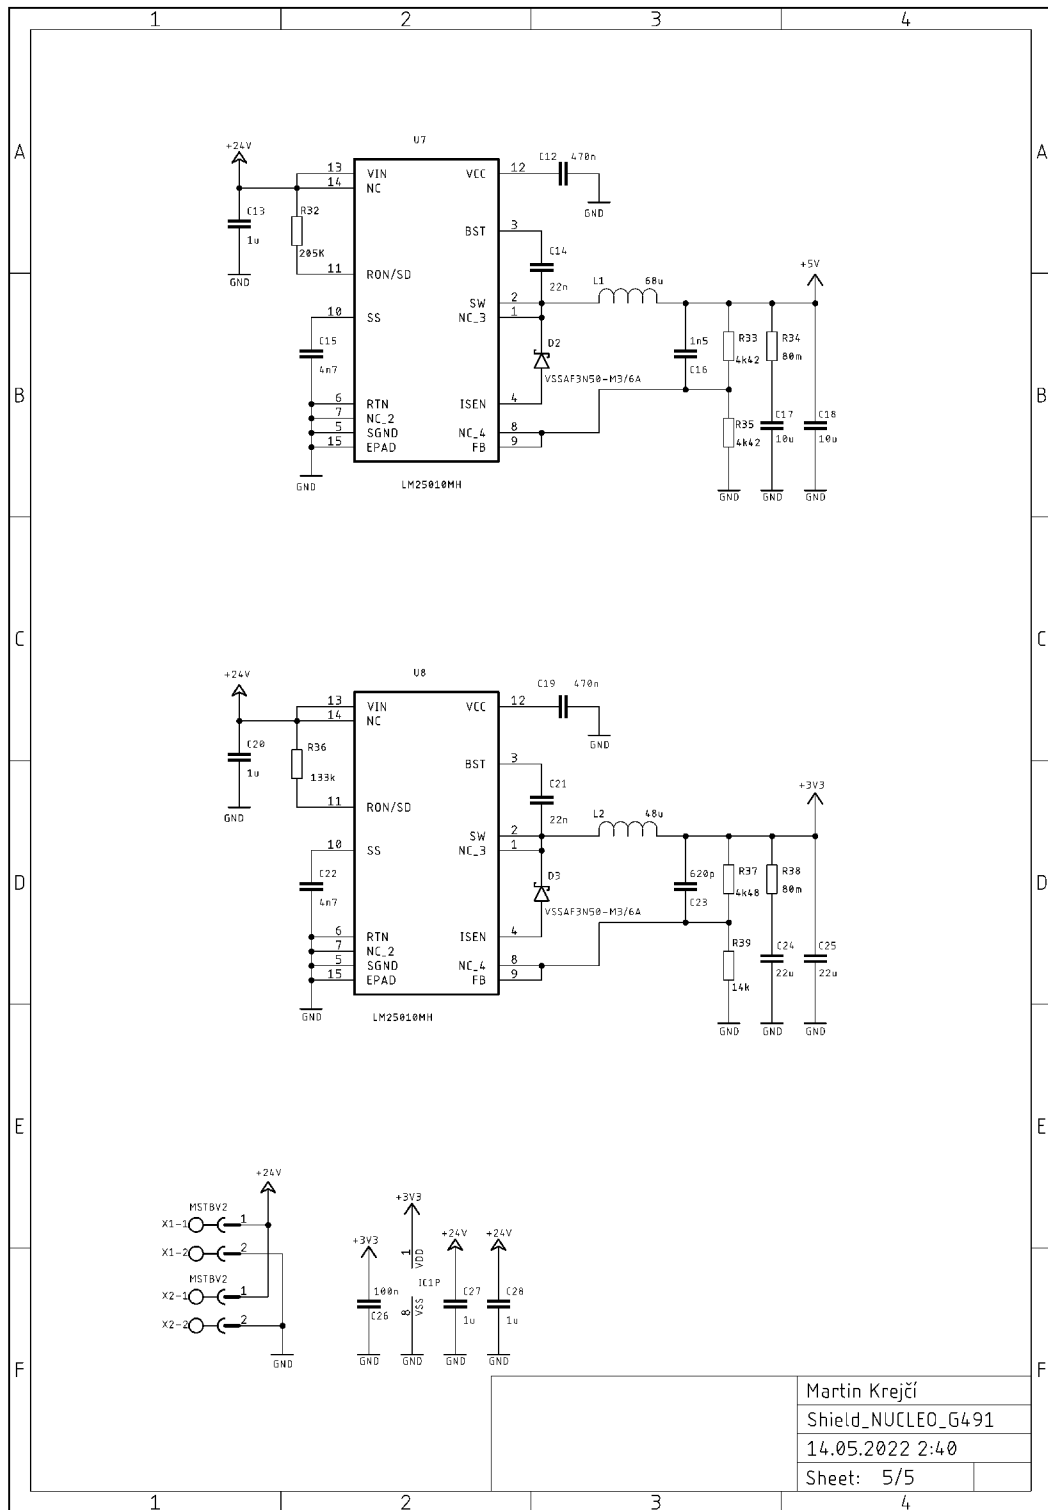 1 2 3 4
A A
U7
+24V
C12 470n
13 VIN VCC 12
14 NC
GND
C13 R32
1u 205K
BST 3
C14
22n
+5V
GND
11 RON/SD
L1 68u
SW 2
10 SS NC_3 1
C15
4n7
D2
VSSAF3N50-M3/6A
1n5
C16
R33
4k42
R34
80m
B B
6 RTN ISEN 4
7 NC_2
5 SGND NC_4 8
15 EPAD FB 9
R35
4k42
C17
10u
C18
10u
GND LM25010MH GND GND GND
C C
U8
+24V
C19 470n
13 VIN VCC 12
14 NC
GND
C20 R36
1u 133k
BST 3
C21
22n
+3V3
GND
11 RON/SD
L2 48u
SW 2
10 SS NC_3 1
C22
4n7
D3
VSSAF3N50-M3/6A
620p
C23
R37
4k48
R38
80m
D D
6 RTN ISEN 4
7 NC_2
5 SGND NC_4 8
15 EPAD FB 9
R39
14k
C24
22u
C25
22u
GND LM25010MH GND GND GND
E E
+24V
MSTBV2
X1-1 1
X1-2 2
MSTBV2
X2-1 1
X2-2 2
GND
+3V3
100n
C26
GND
+3V3
1
VDD
IC1P
8
VSS
GND
+24V
C27
1u
GND
+24V
C28
1u
GND
F F
Martin Krejčí
Shield_NUCLEO_G491
14.05.2022 2:40
Sheet: 5/5
1 2 3 4